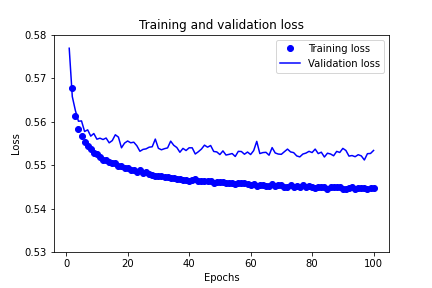 Training and validation loss
Training loss
Validation loss
0.58
0.57
0.56
0.55
0.54
0.53
Loss
0
20
40
60
80
100
Epochs